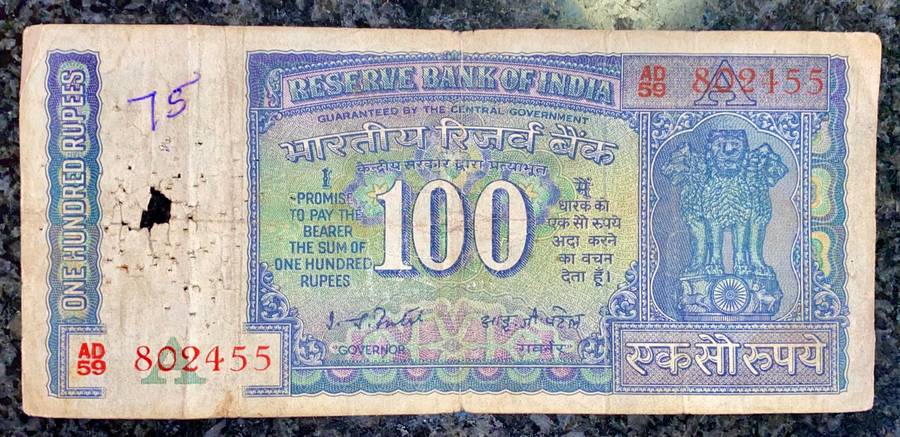 ONE HUNDRED RUPEES
75
RESERVE BANK OF INDIA
GUARANTEED BY THE CENTRAL GOVERNMENT
भारतीय रिज़र्व बैंक
केन्द्रीय सरकार द्वारा प्रत्याभूत
I
PROMISE
TO PAY THE
BEARER
THE SUM OF
ONE HUNDRED
RUPEES
100
मैं
धारक को
एक सौ रुपये
अदा करने
का वचन
देता हूँ।
आइ. जी. पटेल
GOVERNOR
गवर्नर
AD
59
802455
A
AD
59
802455
A
एक सौ रुपये